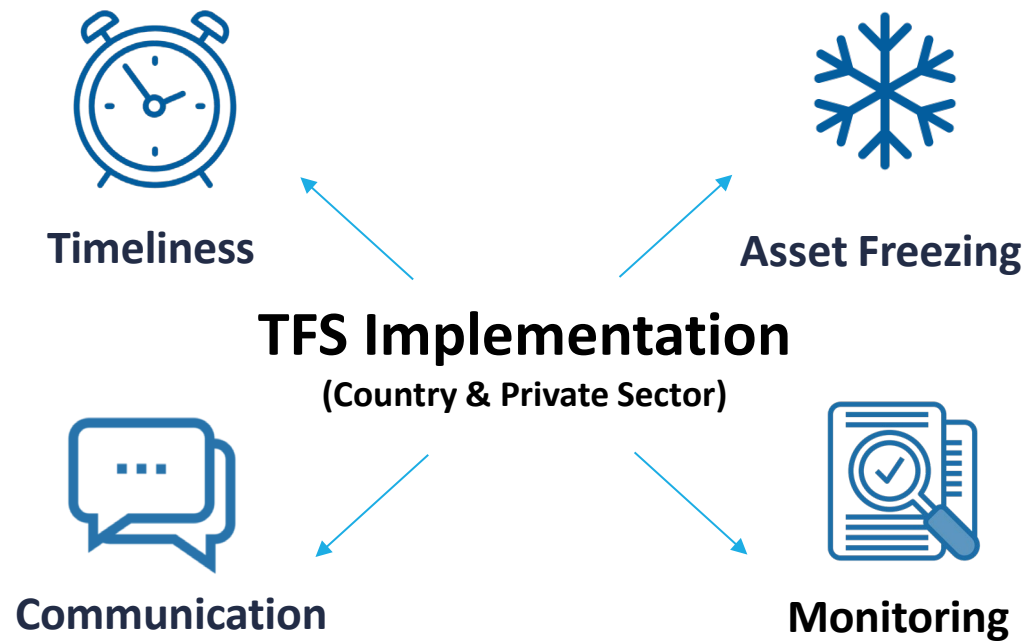 Timeliness
Asset Freezing
TFS Implementation
(Country & Private Sector)
Communication
Monitoring